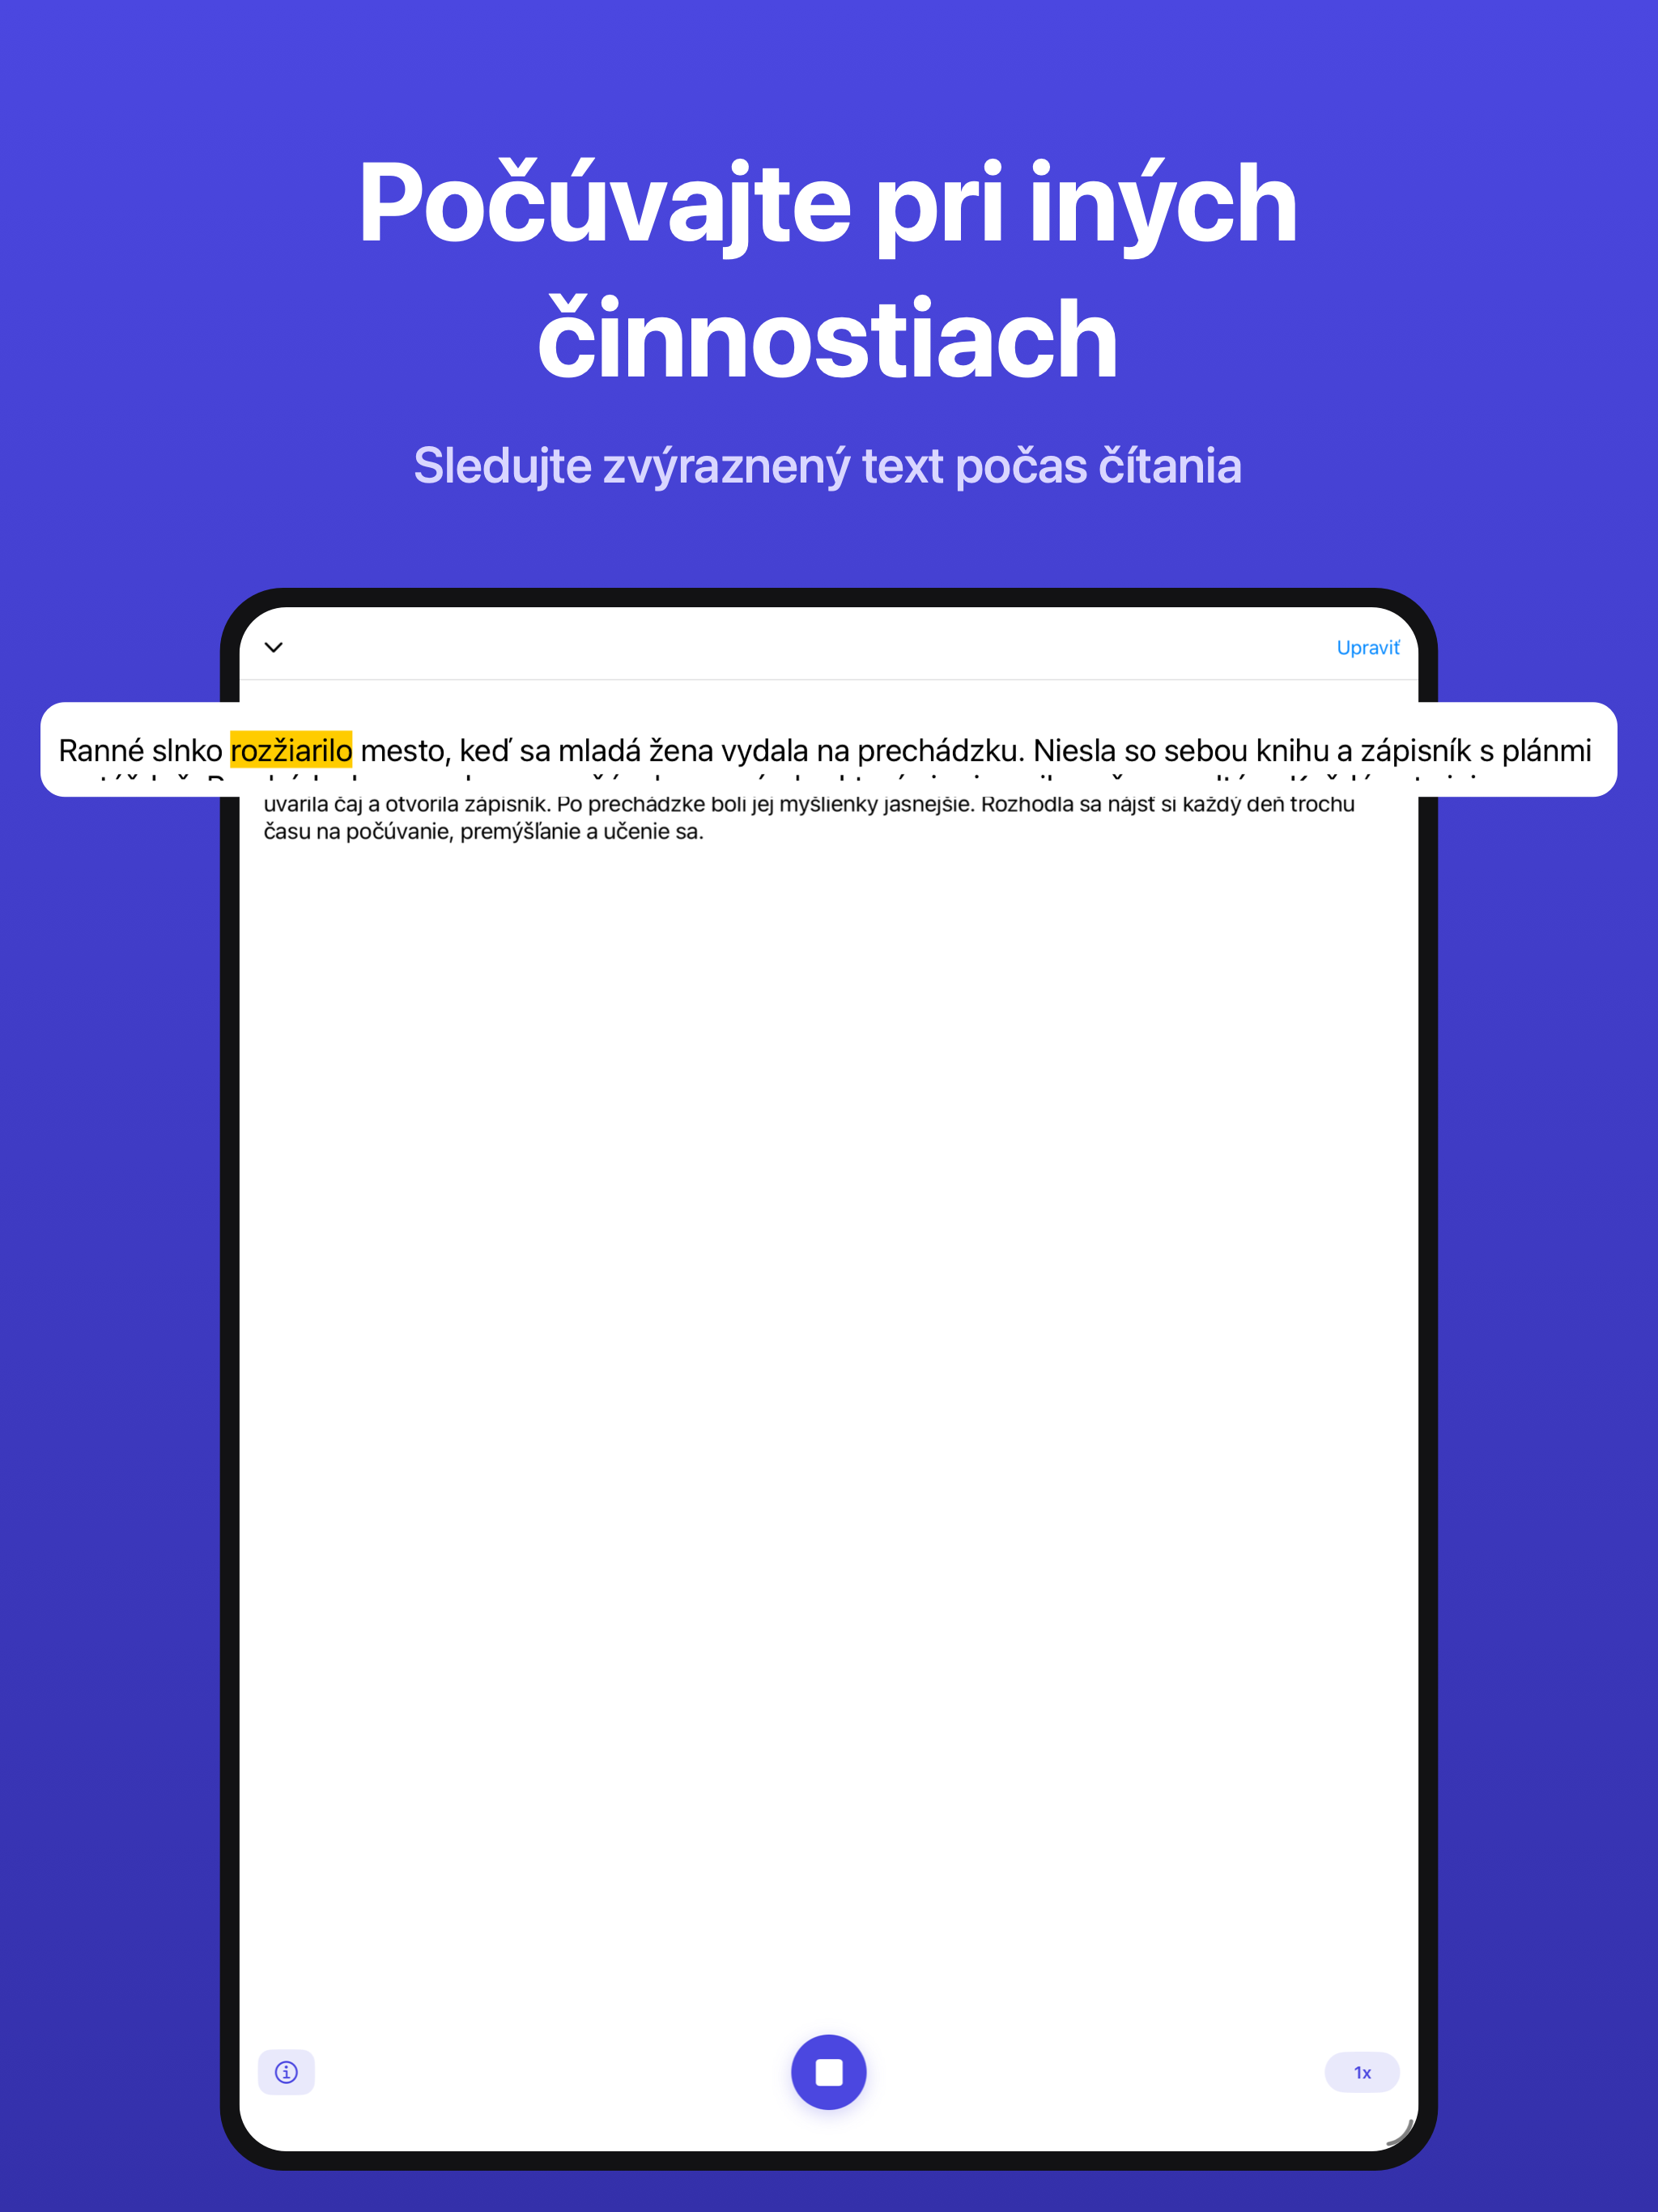 Počúvajte pri iných
činnostiach
Sledujte zvýraznený text počas čítania
Upraviť
Ranné slnko rozžiarilo mesto, keď sa mladá žena vydala na prechádzku. Niesla so sebou knihu a zápisník s plánmi
uvarila čaj a otvorila zápisník. Po prechádzke boli jej myšlienky jasnejšie. Rozhodla sa nájsť si každý deň trochu
času na počúvanie, premýšľanie a učenie sa.
1x